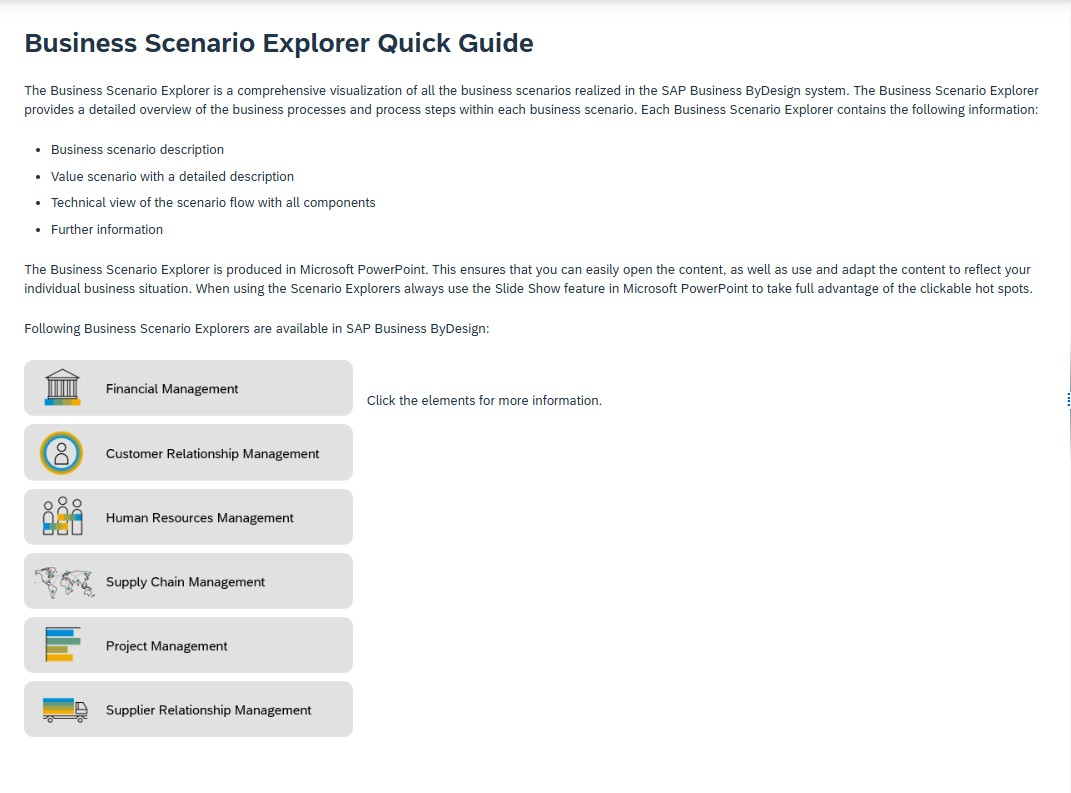 Business Scenario Explorer Quick Guide
The Business Scenario Explorer is a comprehensive visualization of all the business scenarios realized in the SAP Business ByDesign system. The Business Scenario Explorer
provides a detailed overview of the business processes and process steps within each business scenario. Each Business Scenario Explorer contains the following information:
• Business scenario description
• Value scenario with a detailed description
• Technical view of the scenario flow with all components
• Further information
The Business Scenario Explorer is produced in Microsoft PowerPoint. This ensures that you can easily open the content, as well as use and adapt the content to reflect your
individual business situation. When using the Scenario Explorers always use the Slide Show feature in Microsoft PowerPoint to take full advantage of the clickable hot spots.
Following Business Scenario Explorers are available in SAP Business ByDesign:
Financial Management
Click the elements for more information.
Customer Relationship Management
Human Resources Management
Supply Chain Management
Project Management
Supplier Relationship Management